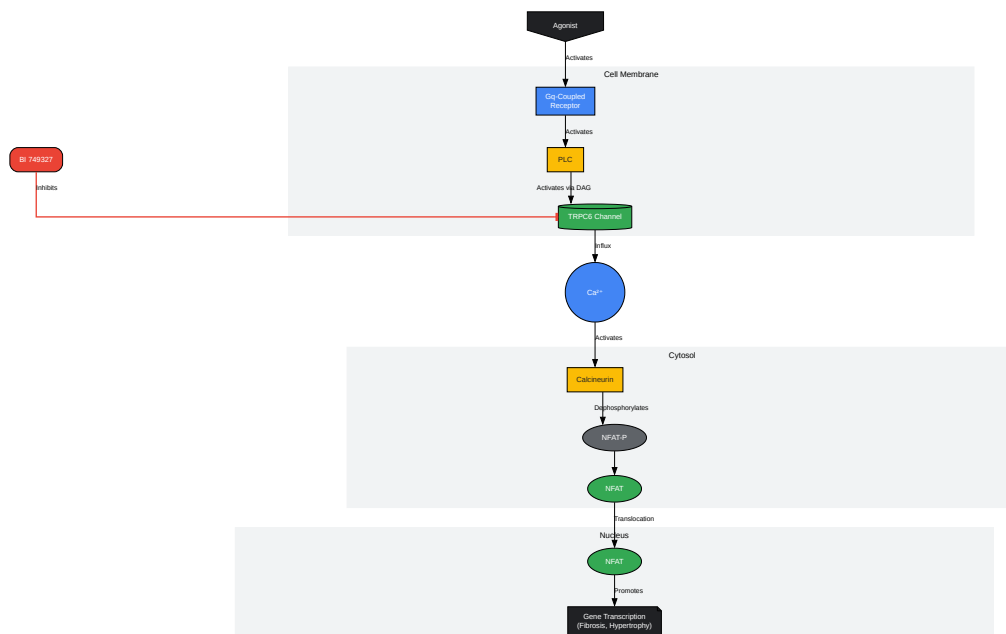 Agonist
Activates
Cell Membrane
Gq-Coupled
Receptor
Activates
PLC
BI 749327
Inhibits
Activates via DAG
TRPC6 Channel
Influx
Ca²⁺
Activates
Cytosol
Calcineurin
Dephosphorylates
NFAT-P
NFAT
Translocation
Nucleus
NFAT
Promotes
Gene Transcription
(Fibrosis, Hypertrophy)